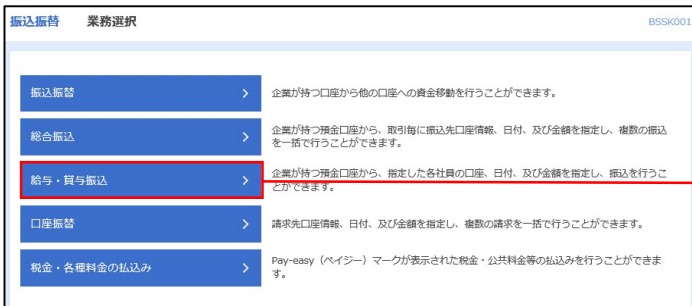 振込振替 業務選択 BSSK001
振込振替 企業が持つ口座から他の口座への資金移動を行うことができます。
総合振込 企業が持つ預金口座から、取引毎に振込先口座情報、日付、及び金額を指定し、複数の振込
を一括で行うことができます。
給与・賞与振込 企業が持つ預金口座から、指定した各社員の口座、日付、及び金額を指定し、振込を行うこ
とができます。
口座振替 請求先口座情報、日付、及び金額を指定し、複数の請求を一括で行うことができます。
税金・各種料金の払込み Pay-easy（ペイジー）マークが表示された税金・公共料金等の払込みを行うことができま
す。